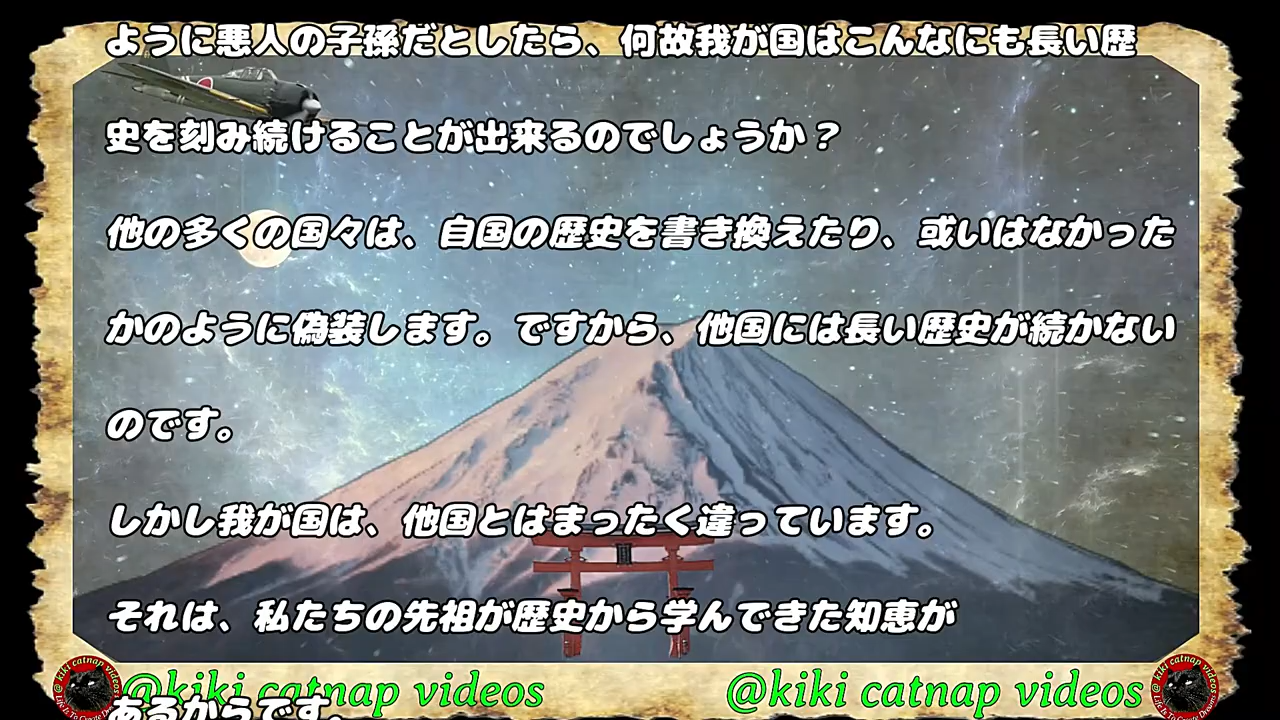 ように悪人の子孫だとしたら、何故我が国はこんなにも長い歴
史を刻み続けることが出来るのでしょうか？
他の多くの国々は、自国の歴史を書き換えたり、或いはなかった
かのように偽装します。ですから、他国には長い歴史が続かない
のです。
しかし我が国は、他国とはまったく違っています。
それは、私たちの先祖が歴史から学んできた知恵が
あるからです。
@kiki catnap videos
@kiki catnap videos